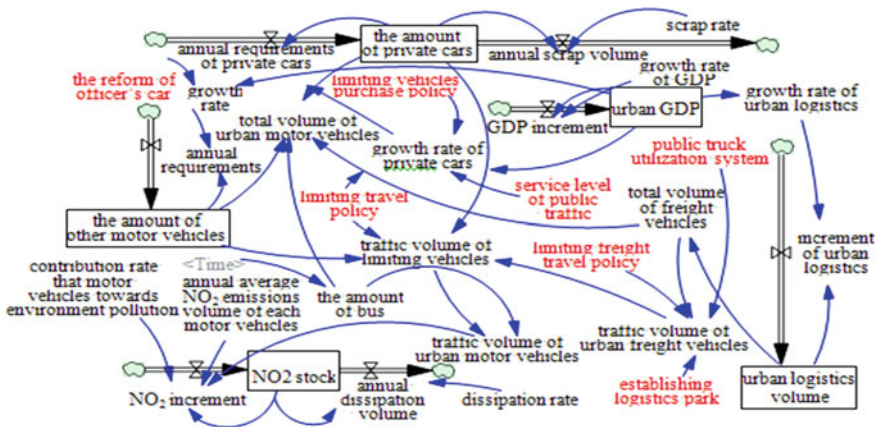 the amount
of private cars
scrap rate
annual requirements
of private cars
annual scrap volume
the reform of
officer's car
growth
rate
limiting vehicles
purchase policy
growth rate
of GDP
urban GDP
growth rate of
urban logistics
GDP increment
total volume of
urban motor vehicles
annual
requirements
growth rate of
private cars
public truck
utilization system
limiting travel
policy
service level
of public
traffic
total volume
of freight
vehicles
the amount of
other motor vehicles
traffic volume of
limiting vehicles
limiting freight
travel policy
increment
of urban
logistics
contribution rate
that motor
vehicles towards
environment pollution
<Time>
annual average
NO₂ emissions
volume of each
motor vehicles
the amount
of bus
traffic volume of
urban motor vehicles
traffic volume of
urban freight vehicles
NO2 stock
NO₂ increment
annual
dissipation
volume
dissipation rate
establishing
logistics park
urban logistics
volume